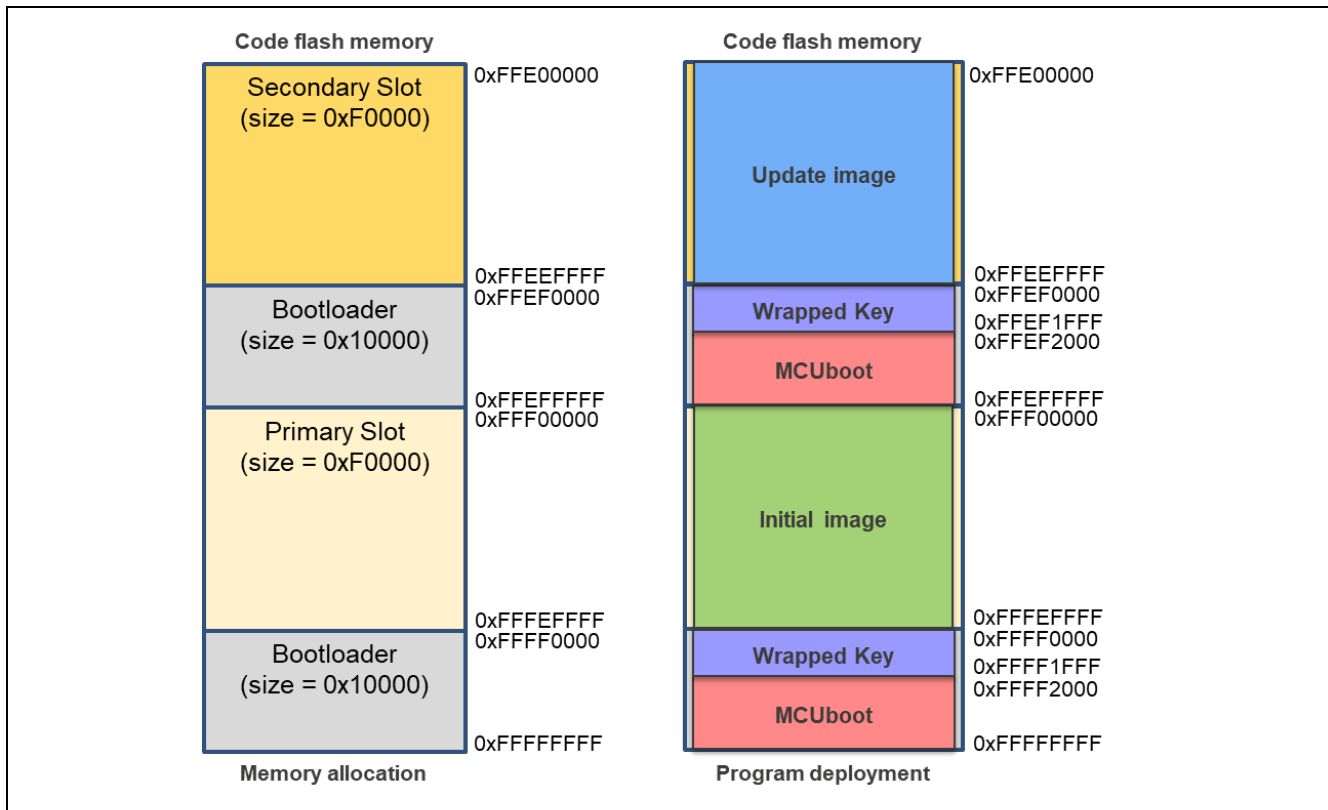 Code flash memory
Secondary Slot
(size = 0xF0000)
0xFFE00000
0xFFEEFFFF
0xFFEF0000
Bootloader
(size = 0x10000)
0xFFEFFFFF
0xFFF00000
Primary Slot
(size = 0xF0000)
0xFFFEFFFF
0xFFFF0000
Bootloader
(size = 0x10000)
0xFFFFFFFF
Memory allocation
Code flash memory
0xFFE00000
Update image
0xFFEEFFFF
0xFFEF0000
Wrapped Key
0xFFEF1FFF
0xFFEF2000
MCUboot
0xFFEFFFFF
0xFFF00000
Initial image
0xFFFEFFFF
0xFFFF0000
Wrapped Key
0xFFFF1FFF
0xFFFF2000
MCUboot
0xFFFFFFFF
Program deployment